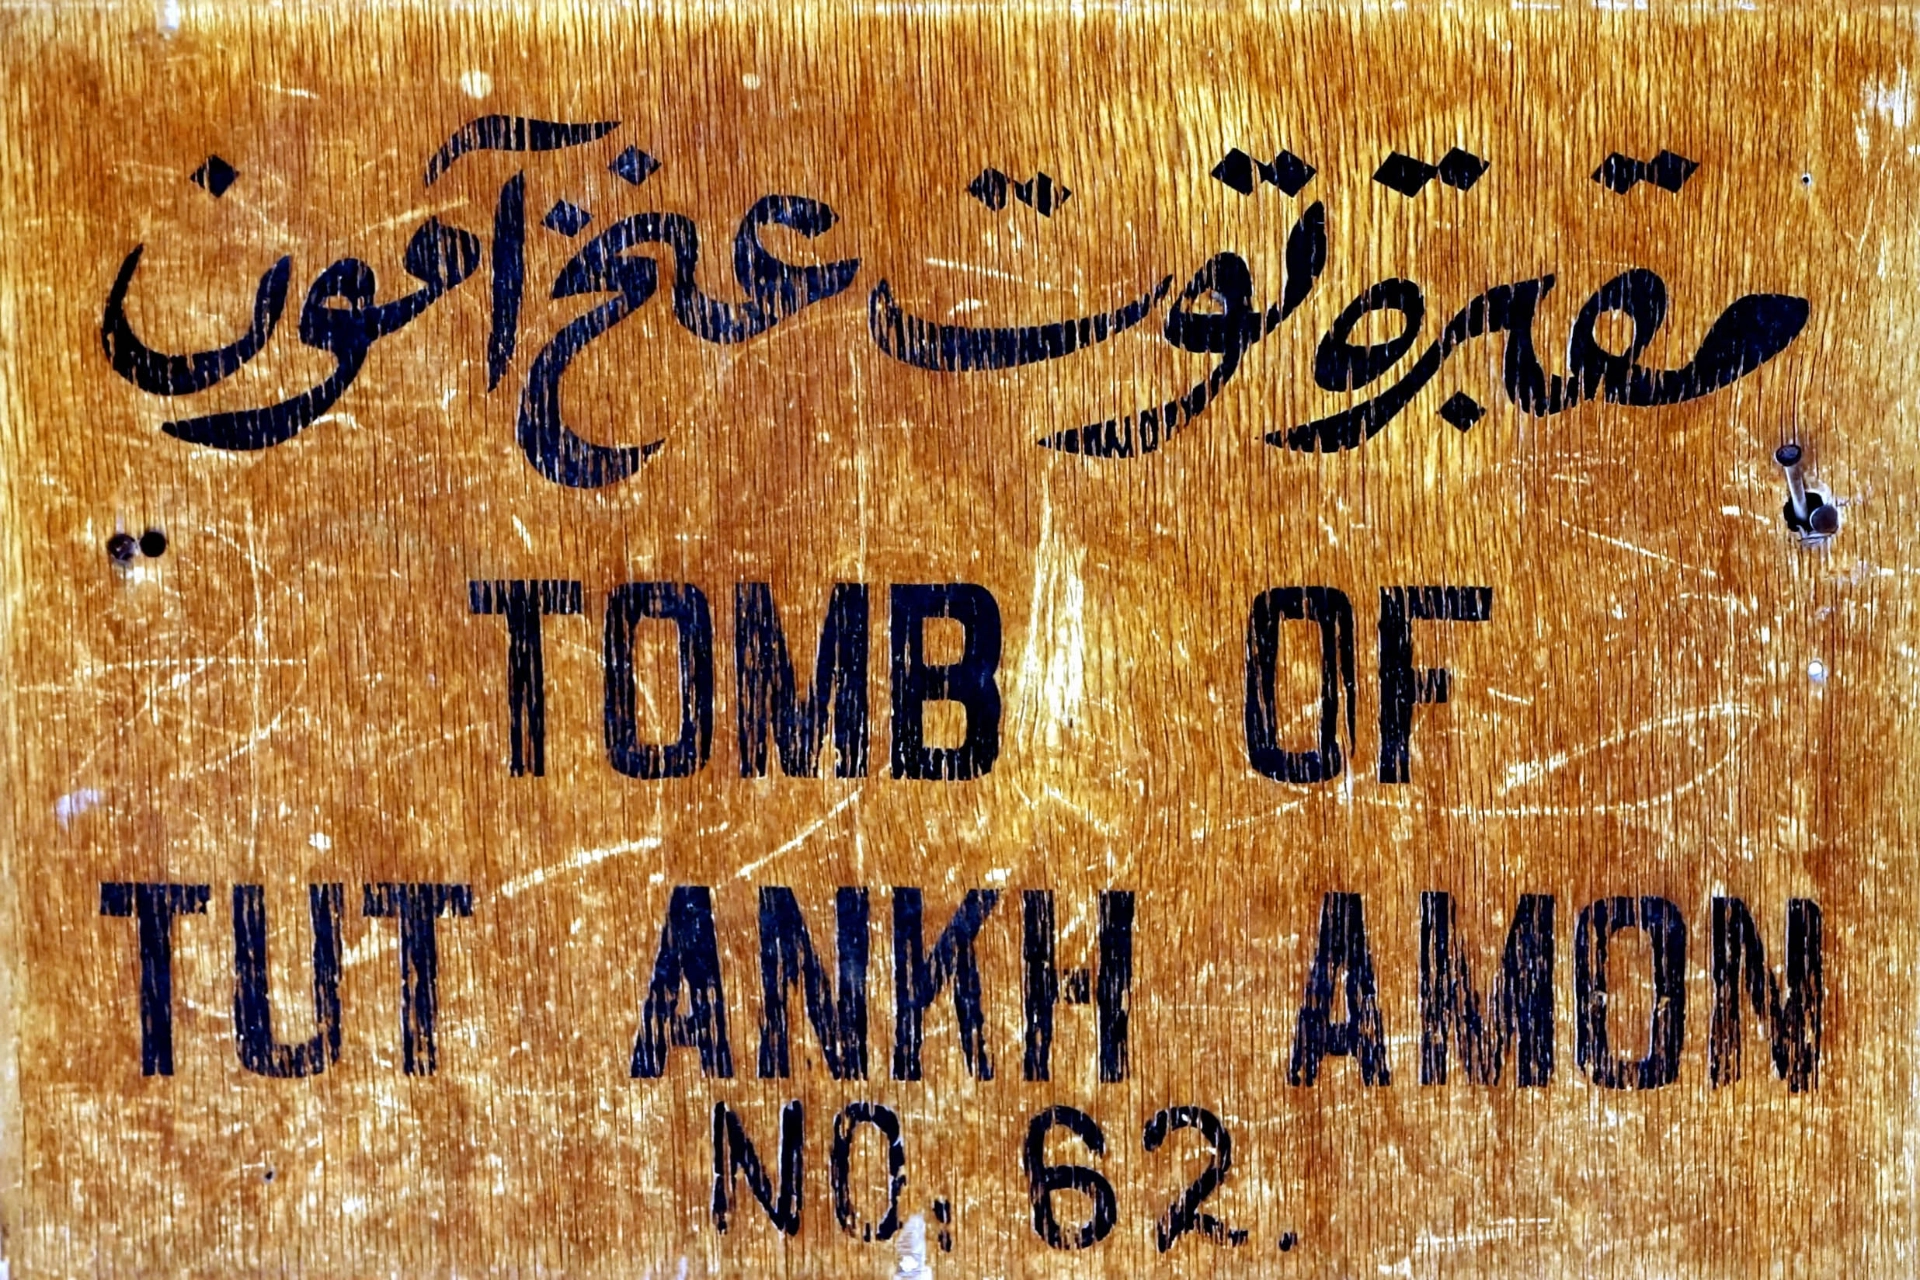 مقبرة توت عنخ آمون
TOMB OF
TUT ANKH AMON
NO. 62.